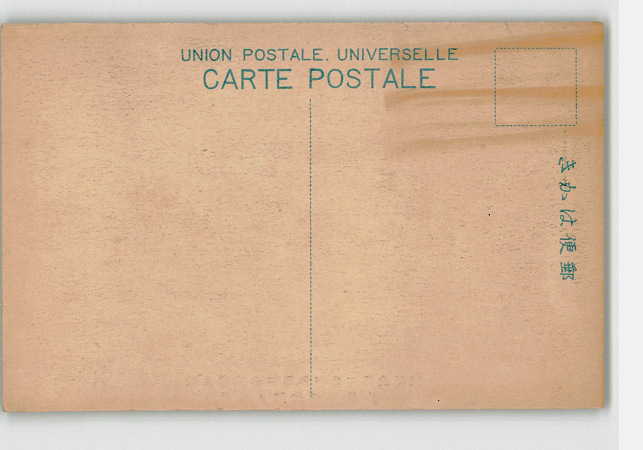 UNION POSTALE. UNIVERSELLE
CARTE POSTALE
郵便はかき